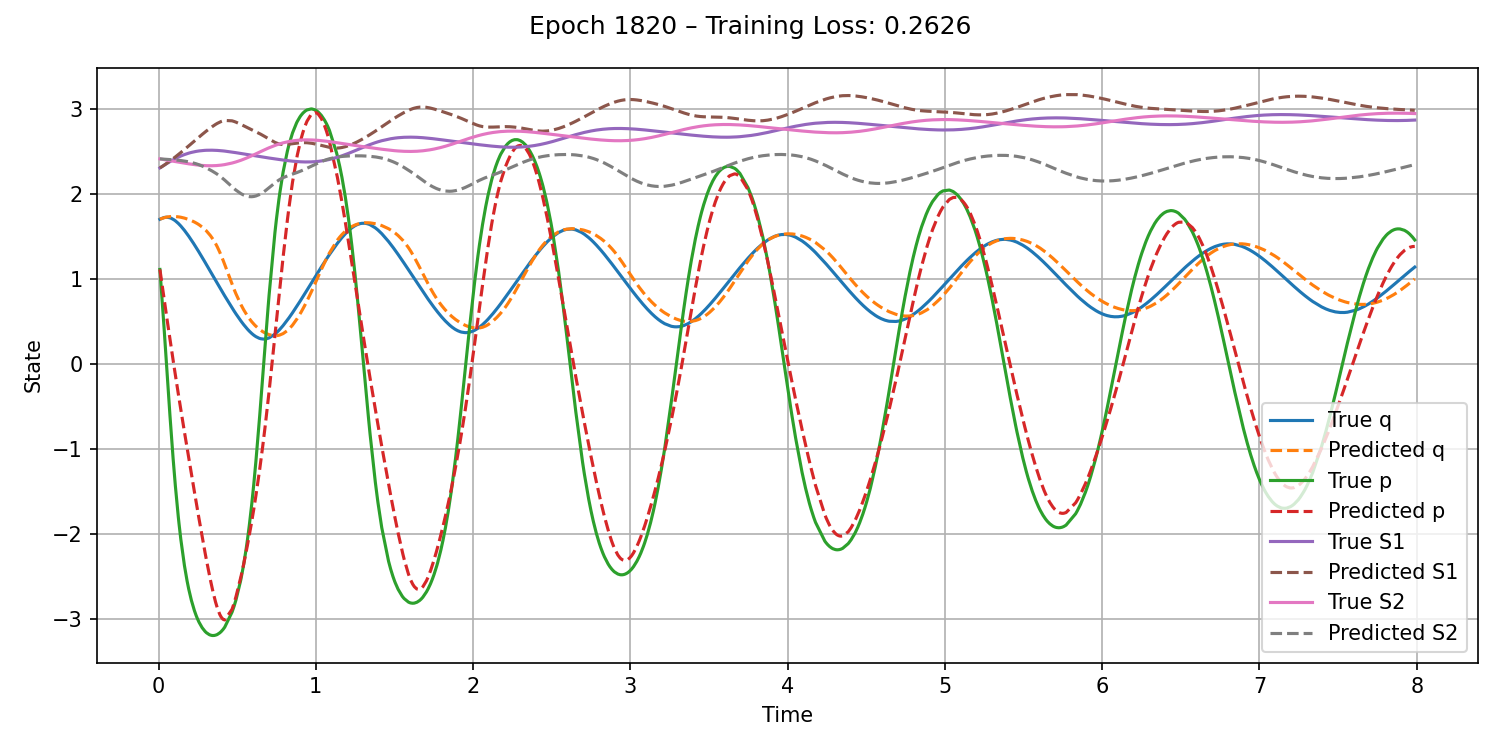 Epoch 1820 – Training Loss: 0.2626
State
3
2
1
0
−1
−2
−3
0 1 2 3 4 5 6 7 8
Time
True q
Predicted q
True p
Predicted p
True S1
Predicted S1
True S2
Predicted S2